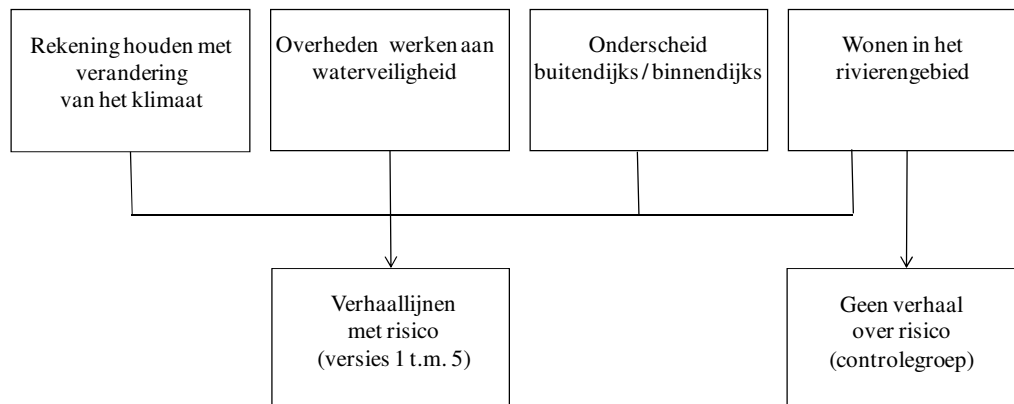 Rekening houden met
verandering
van het klimaat
Overheden werken aan
waterveiligheid
Onderscheid
buitendijks / binnendijks
Wonen in het
rivierengebied
Verhaallijnen
met risico
(versies 1 t.m. 5)
Geen verhaal
over risico
(controlegroep)